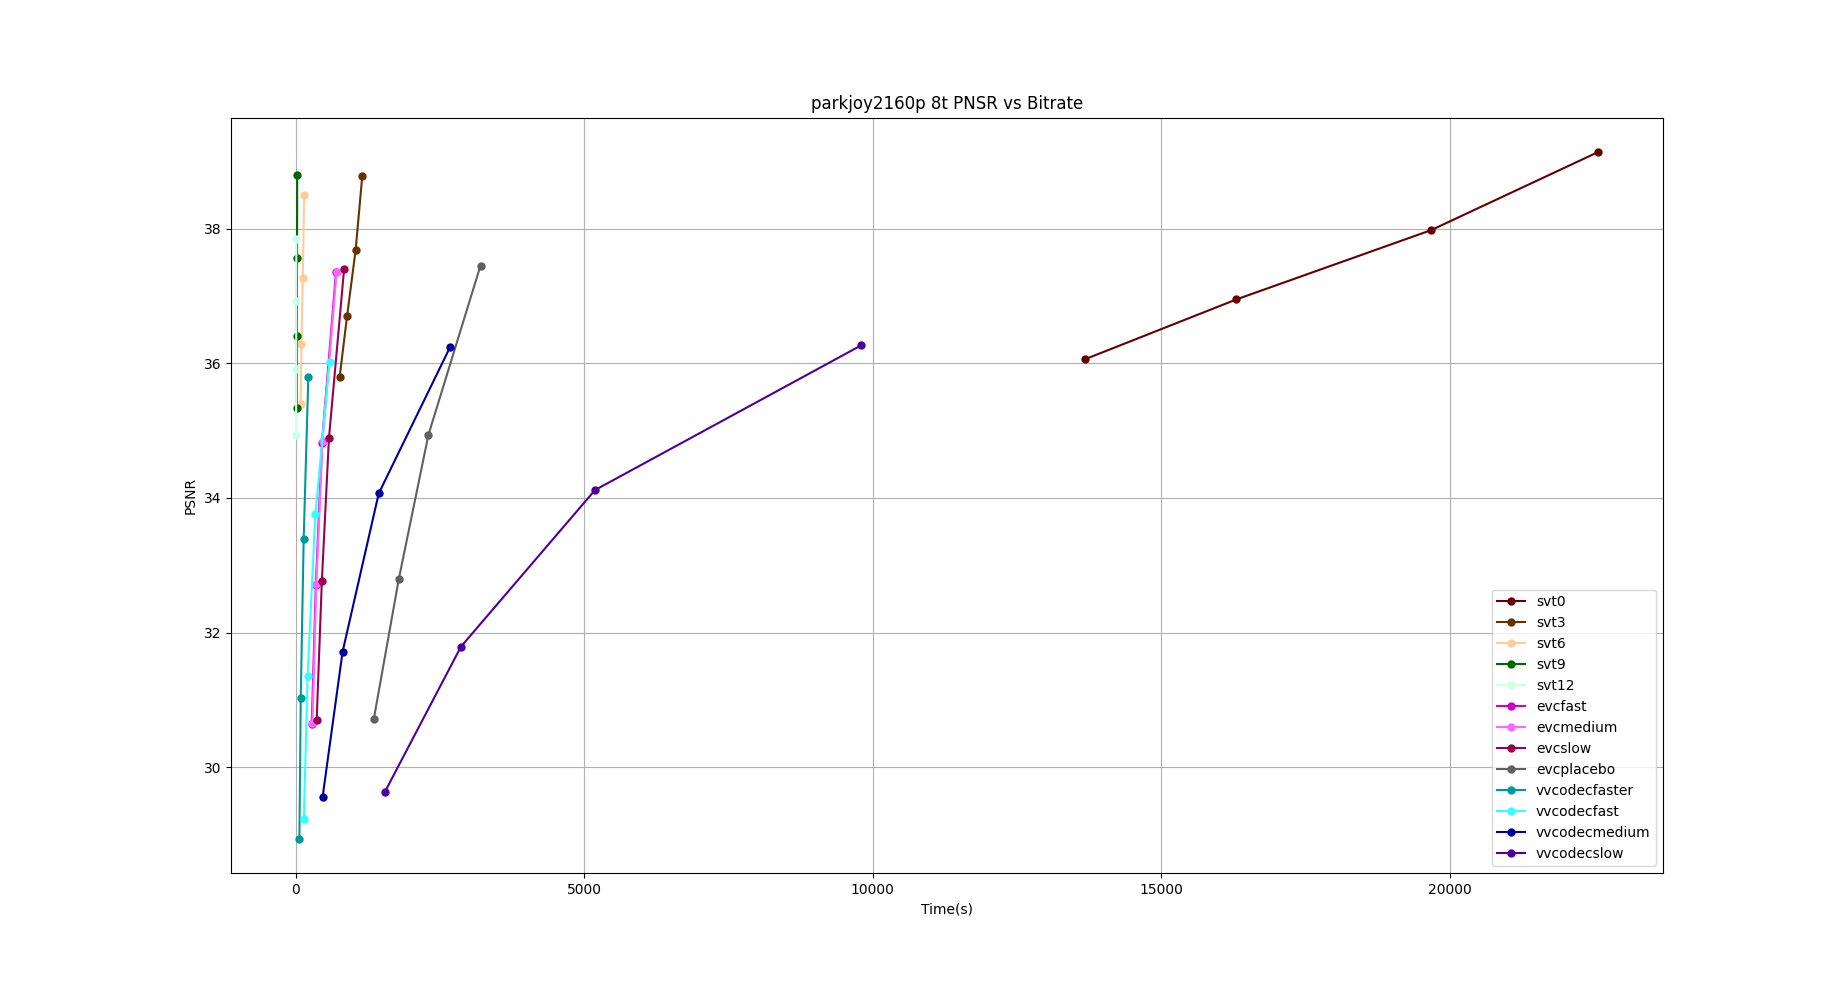 parkjoy2160p 8t PNSR vs Bitrate
PSNR
38
36
34
32
30
0 5000 10000 15000 20000
Time(s)
svt0
svt3
svt6
svt9
svt12
evcfast
evcmedium
evcslow
evcplacebo
vvcodecfaster
vvcodecfast
vvcodecmedium
vvcodecslow